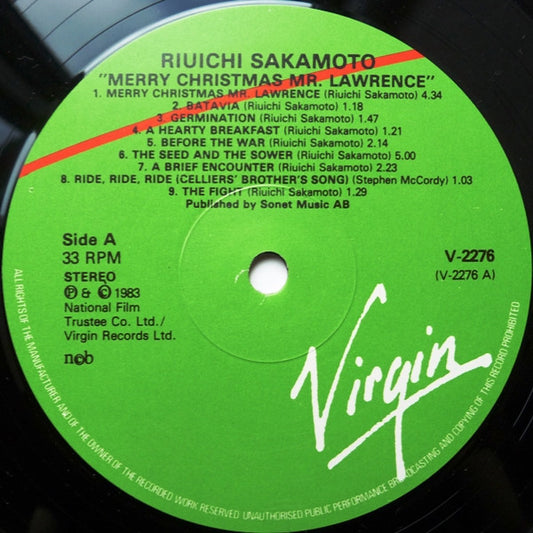 RIUICHI SAKAMOTO
"MERRY CHRISTMAS MR. LAWRENCE"
1. MERRY CHRISTMAS MR. LAWRENCE (Riuichi Sakamoto) 4.34
2. BATAVIA (Riuichi Sakamoto) 1.18
3. GERMINATION (Riuichi Sakamoto) 1.47
4. A HEARTY BREAKFAST (Riuichi Sakamoto) 1.21
5. BEFORE THE WAR (Riuichi Sakamoto) 2.14
6. THE SEED AND THE SOWER (Riuichi Sakamoto) 5.00
7. A BRIEF ENCOUNTER (Riuichi Sakamoto) 2.23
8. RIDE, RIDE, RIDE (CELLIERS' BROTHER'S SONG) (Stephen McCordy) 1.03
9. THE FIGHT (Riuichi Sakamoto) 1.29
Published by Sonet Music AB
Side A
33 RPM
STEREO
Ⓟ & © 1983
National Film
Trustee Co. Ltd./
Virgin Records Ltd.
ncb
V-2276
(V-2276 A)
Virgin
ALL RIGHTS OF THE MANUFACTURER AND OF THE OWNER OF THE RECORDED WORK RESERVED UNAUTHORISED PUBLIC PERFORMANCE BROADCASTING AND COPYING OF THIS RECORD PROHIBITED